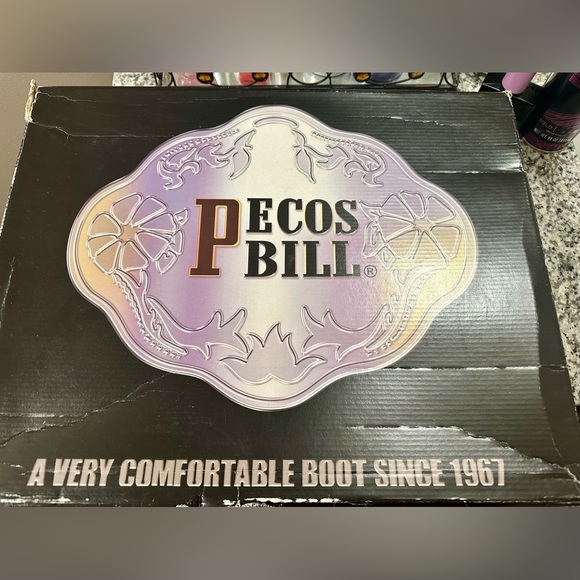 PECOS
BILL®
A VERY COMFORTABLE BOOT SINCE 1967